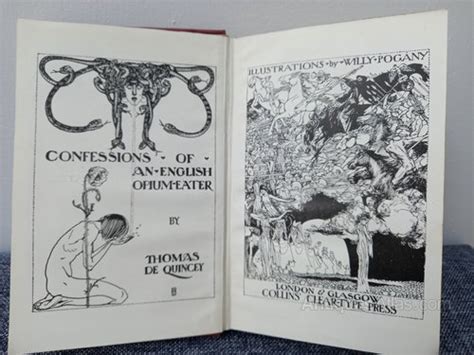 CONFESSIONS · OF ·
AN · ENGLISH
OPIUM · EATER
BY
THOMAS
DE QUINCEY
ILLUSTRATIONS · by · WILLY · POGANY
LONDON & GLASGOW
COLLINS' CLEAR-TYPE PRESS